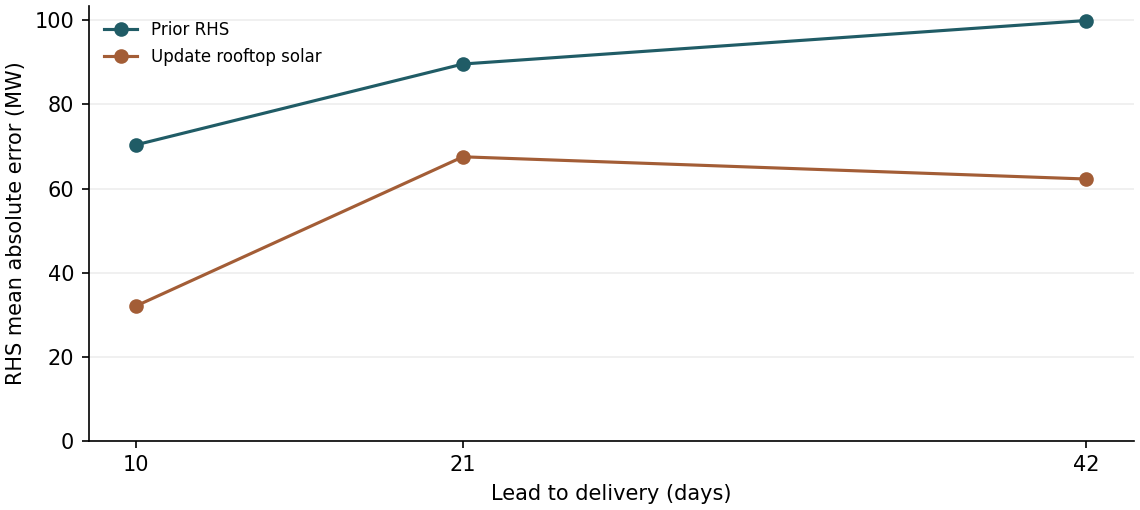 RHS mean absolute error (MW)
100
80
60
40
20
0
Prior RHS
Update rooftop solar
10
21
42
Lead to delivery (days)